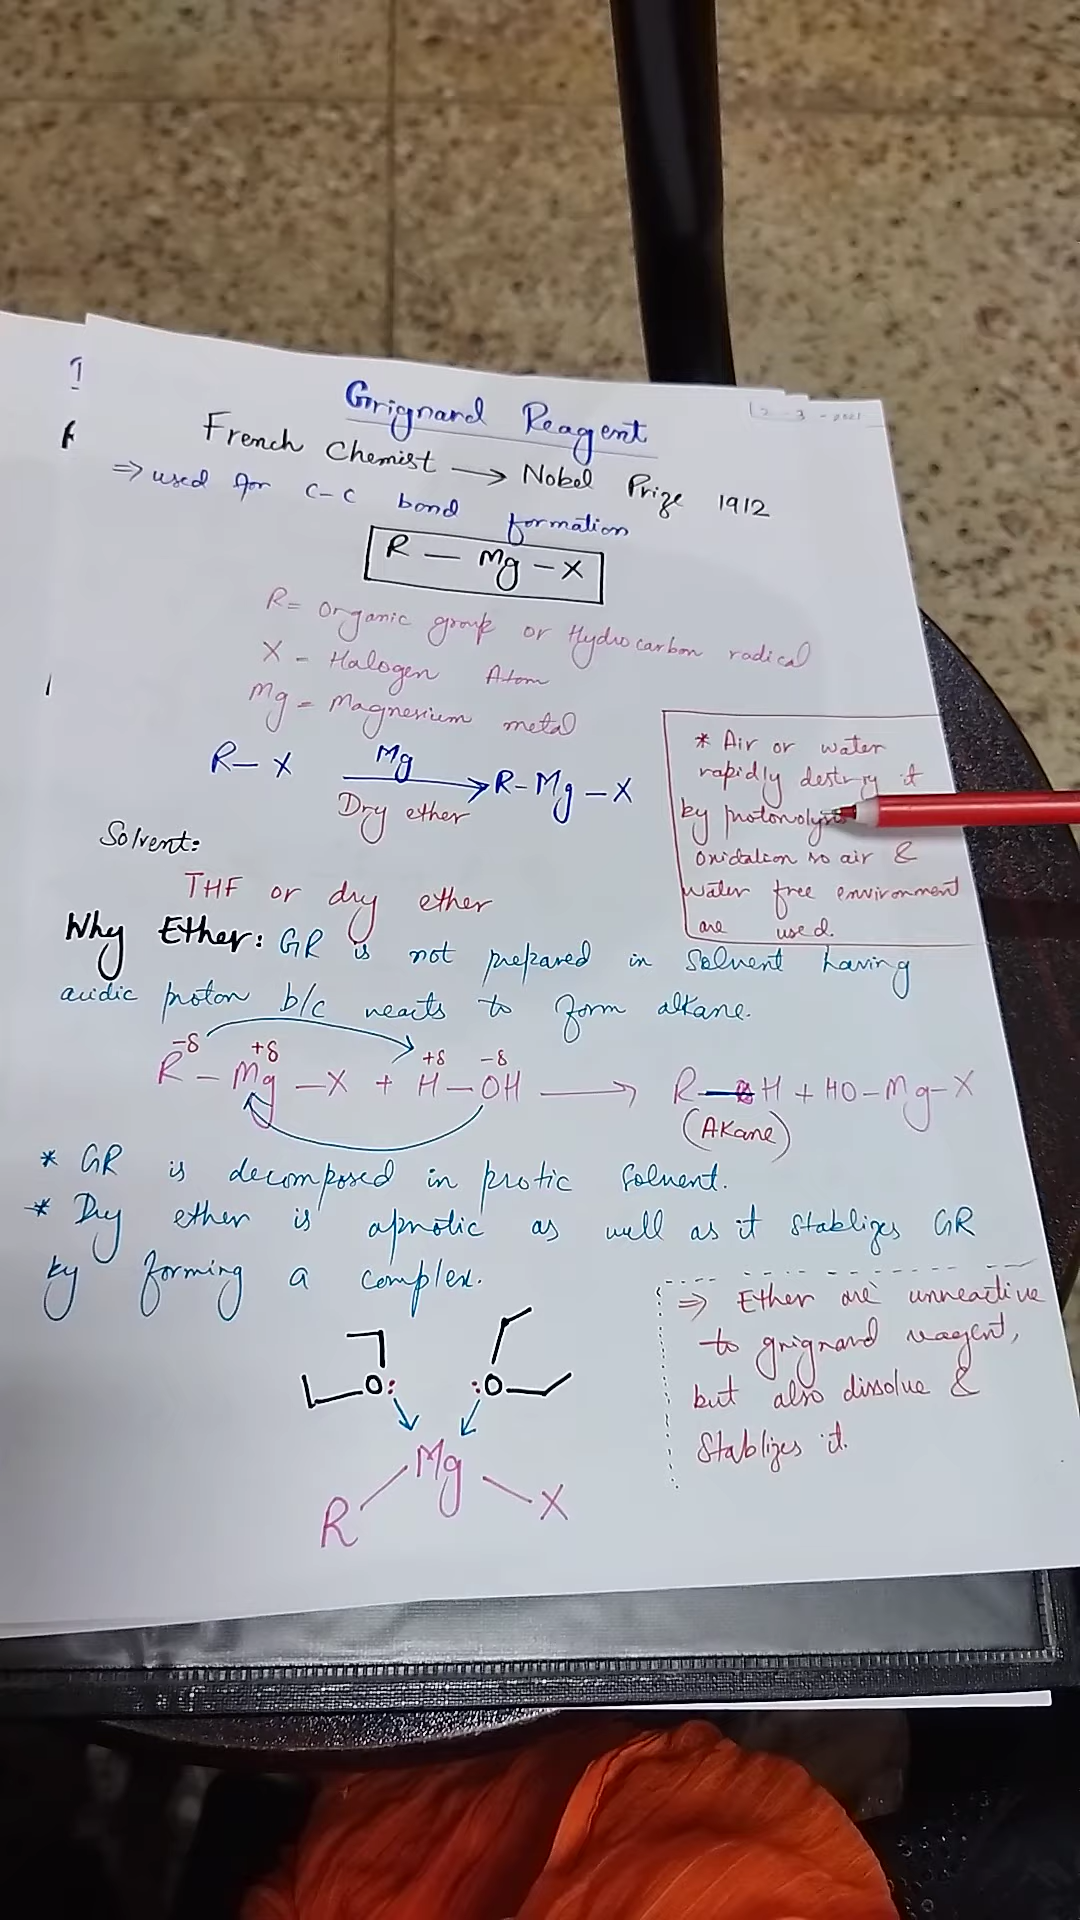 Grignard Reagent
French Chemist → Nobel Prize 1912
⇒ used for C-C bond formation
R — Mg — X
R= Organic group or Hydrocarbon radical
X - Halogen Atom
Mg = Magnesium metal
R— X Mg → R-Mg-X
Dry ether
* Air or water
rapidly destroy it
by protonolysis
oxidation so air &
water free environment
are used.
Solvent:
THF or dry ether
Why Ether: GR is not prepared in solvent having
acidic proton b/c reacts to form alkane.
-δ +δ +δ -δ
R — Mg —X + H — OH → R—H + HO-Mg-X
(Alkane)
* GR is decomposed in protic solvent.
* Dry ether is aprotic as well as it stablizes GR
by forming a complex.
⇒ Ether are unreactive
to grignard reagent,
but also dissolve &
stablizes it.
O: :O
Mg
R X